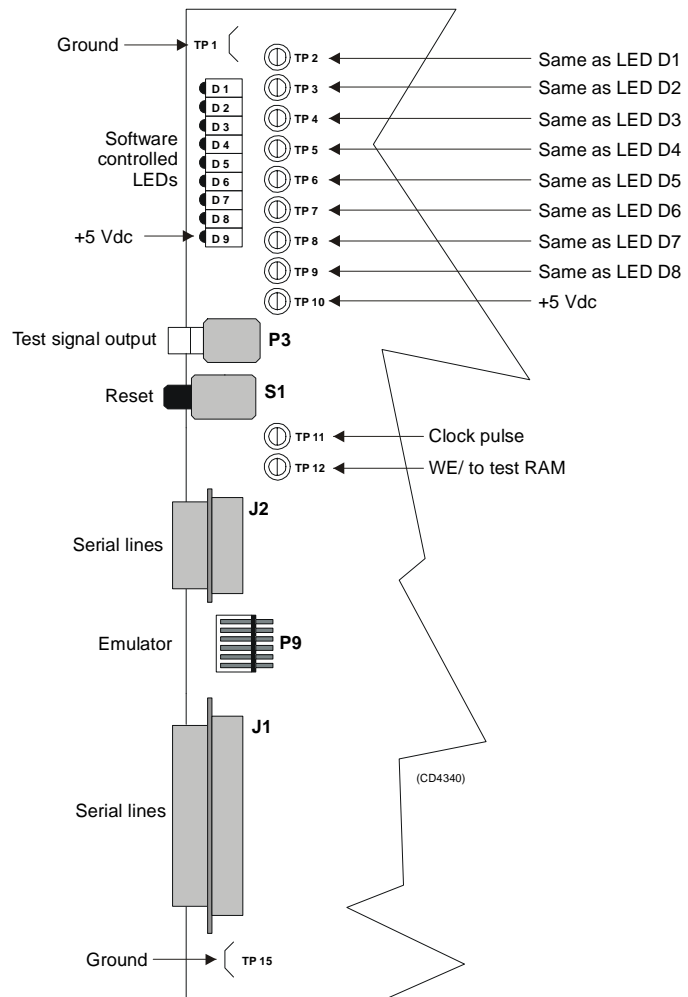 Ground
TP 1
TP 2
Same as LED D1
D 1
TP 3
Same as LED D2
D 2
TP 4
Same as LED D3
D 3
Software
controlled
LEDs
D 4
TP 5
Same as LED D4
D 5
TP 6
Same as LED D5
D 6
D 7
TP 7
Same as LED D6
D 8
+5 Vdc
D 9
TP 8
Same as LED D7
TP 9
Same as LED D8
TP 10
+5 Vdc
Test signal output
P3
Reset
S1
TP 11
Clock pulse
TP 12
WE/ to test RAM
J2
Serial lines
Emulator
P9
J1
(CD4340)
Serial lines
Ground
TP 15